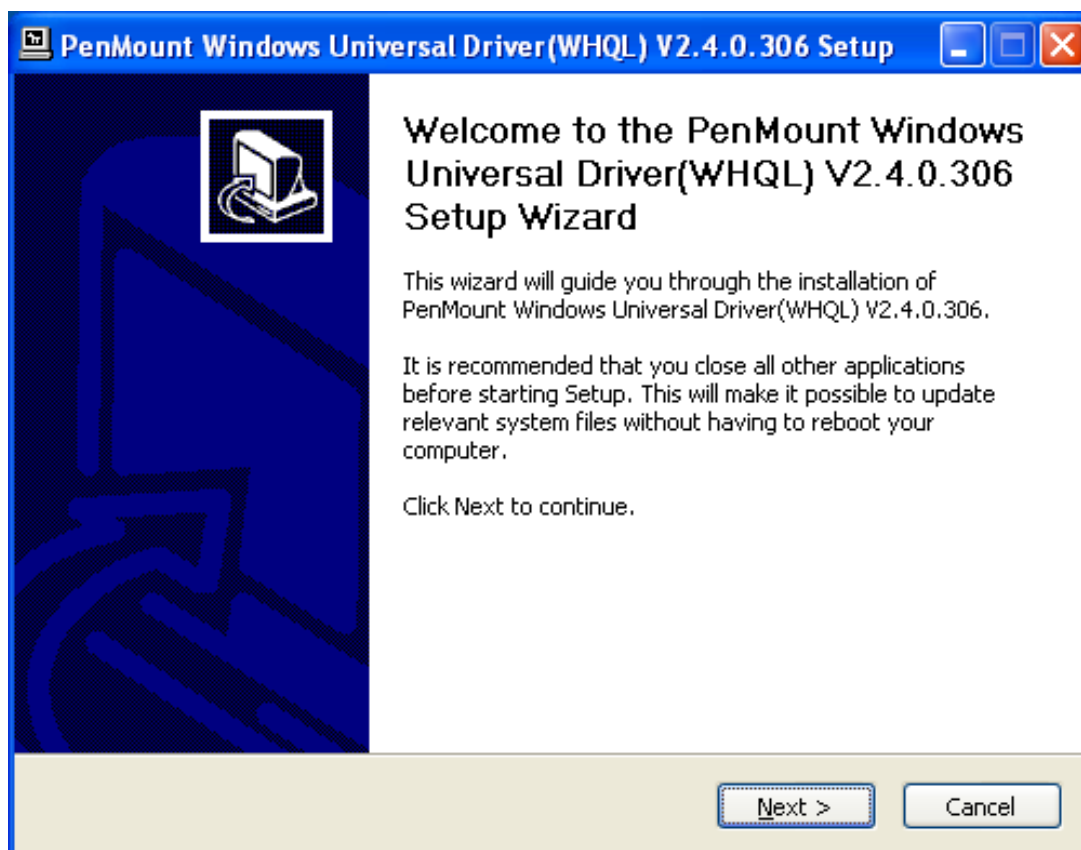 PenMount Windows Universal Driver(WHQL) V2.4.0.306 Setup
Welcome to the PenMount Windows
Universal Driver(WHQL) V2.4.0.306
Setup Wizard
This wizard will guide you through the installation of
PenMount Windows Universal Driver(WHQL) V2.4.0.306.
It is recommended that you close all other applications
before starting Setup. This will make it possible to update
relevant system files without having to reboot your
computer.
Click Next to continue.
Next >
Cancel